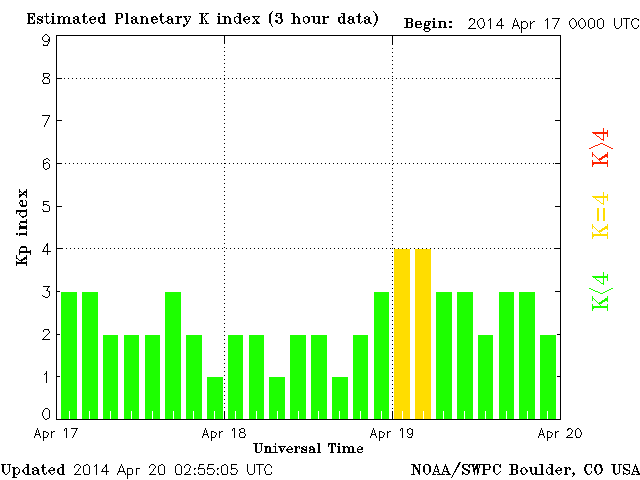 Estimated Planetary K index (3 hour data) Begin: 2014 Apr 17 0000 UTC
9
8
7
6
5
4
3
2
1
0
Kp index
Apr 17 Apr 18 Apr 19 Apr 20
Universal Time
K>4
K=4
K<4
Updated 2014 Apr 20 02:55:05 UTC NOAA/SWPC Boulder, CO USA